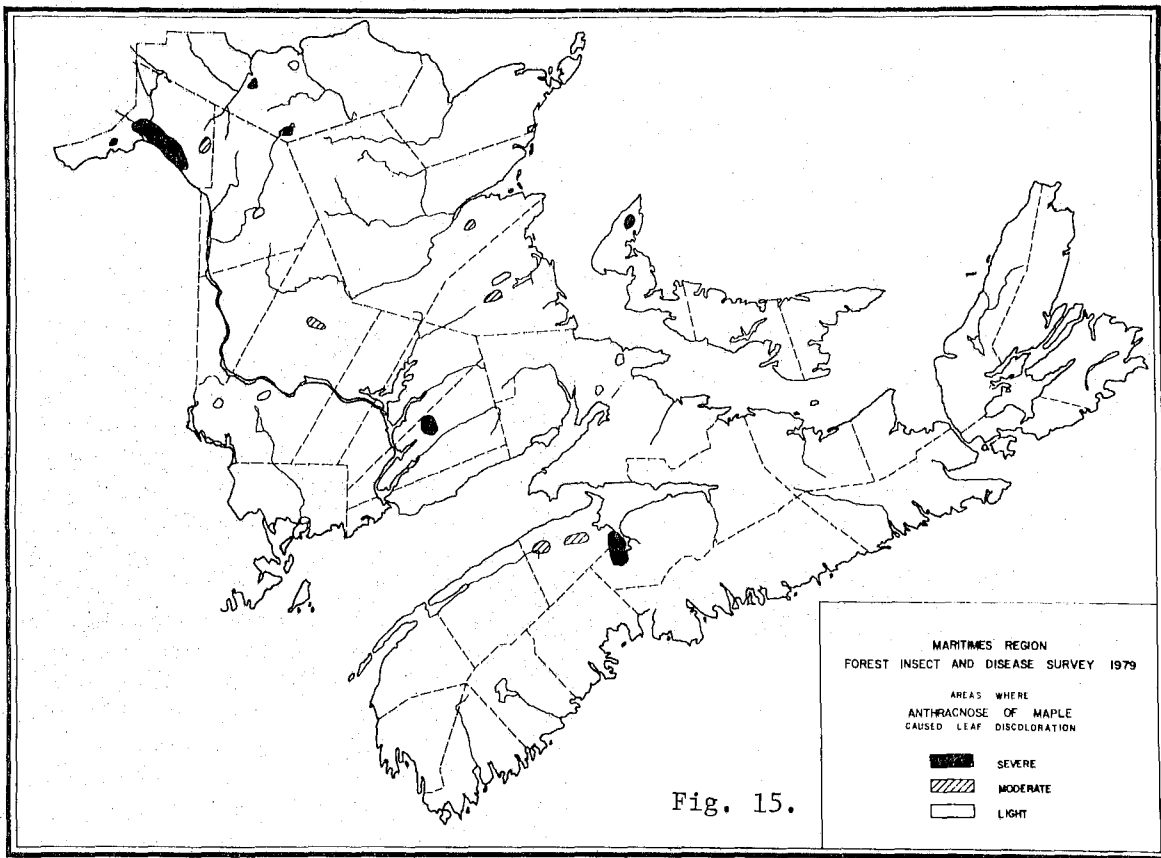 MARITIMES REGION
FOREST INSECT AND DISEASE SURVEY 1979
AREAS WHERE
ANTHRACNOSE OF MAPLE
CAUSED LEAF DISCOLORATION
SEVERE
MODERATE
LIGHT
Fig. 15.